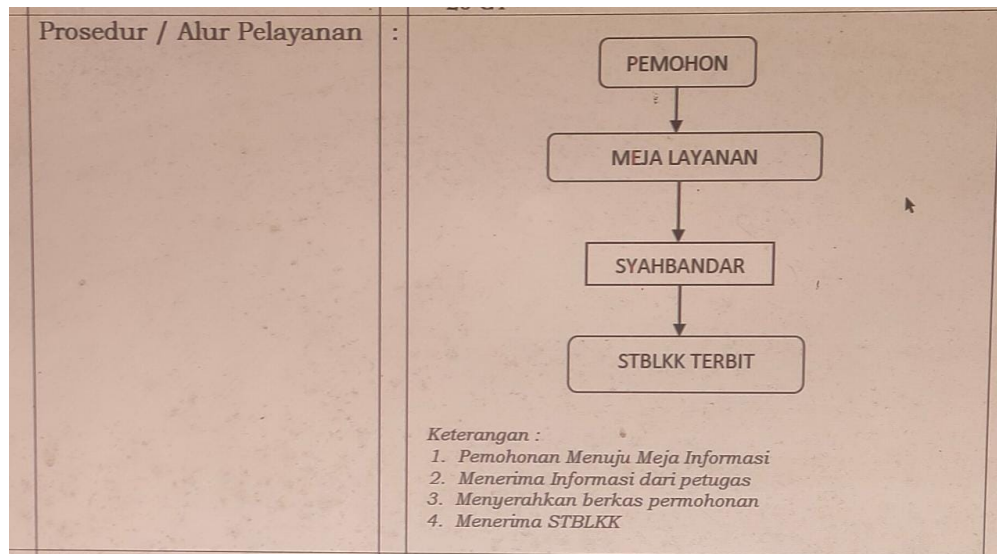 Prosedur / Alur Pelayanan :
PEMOHON
MEJA LAYANAN
SYAHBANDAR
STBLKK TERBIT
Keterangan :
1. Pemohonan Menuju Meja Informasi
2. Menerima Informasi dari petugas
3. Menyerahkan berkas permohonan
4. Menerima STBLKK